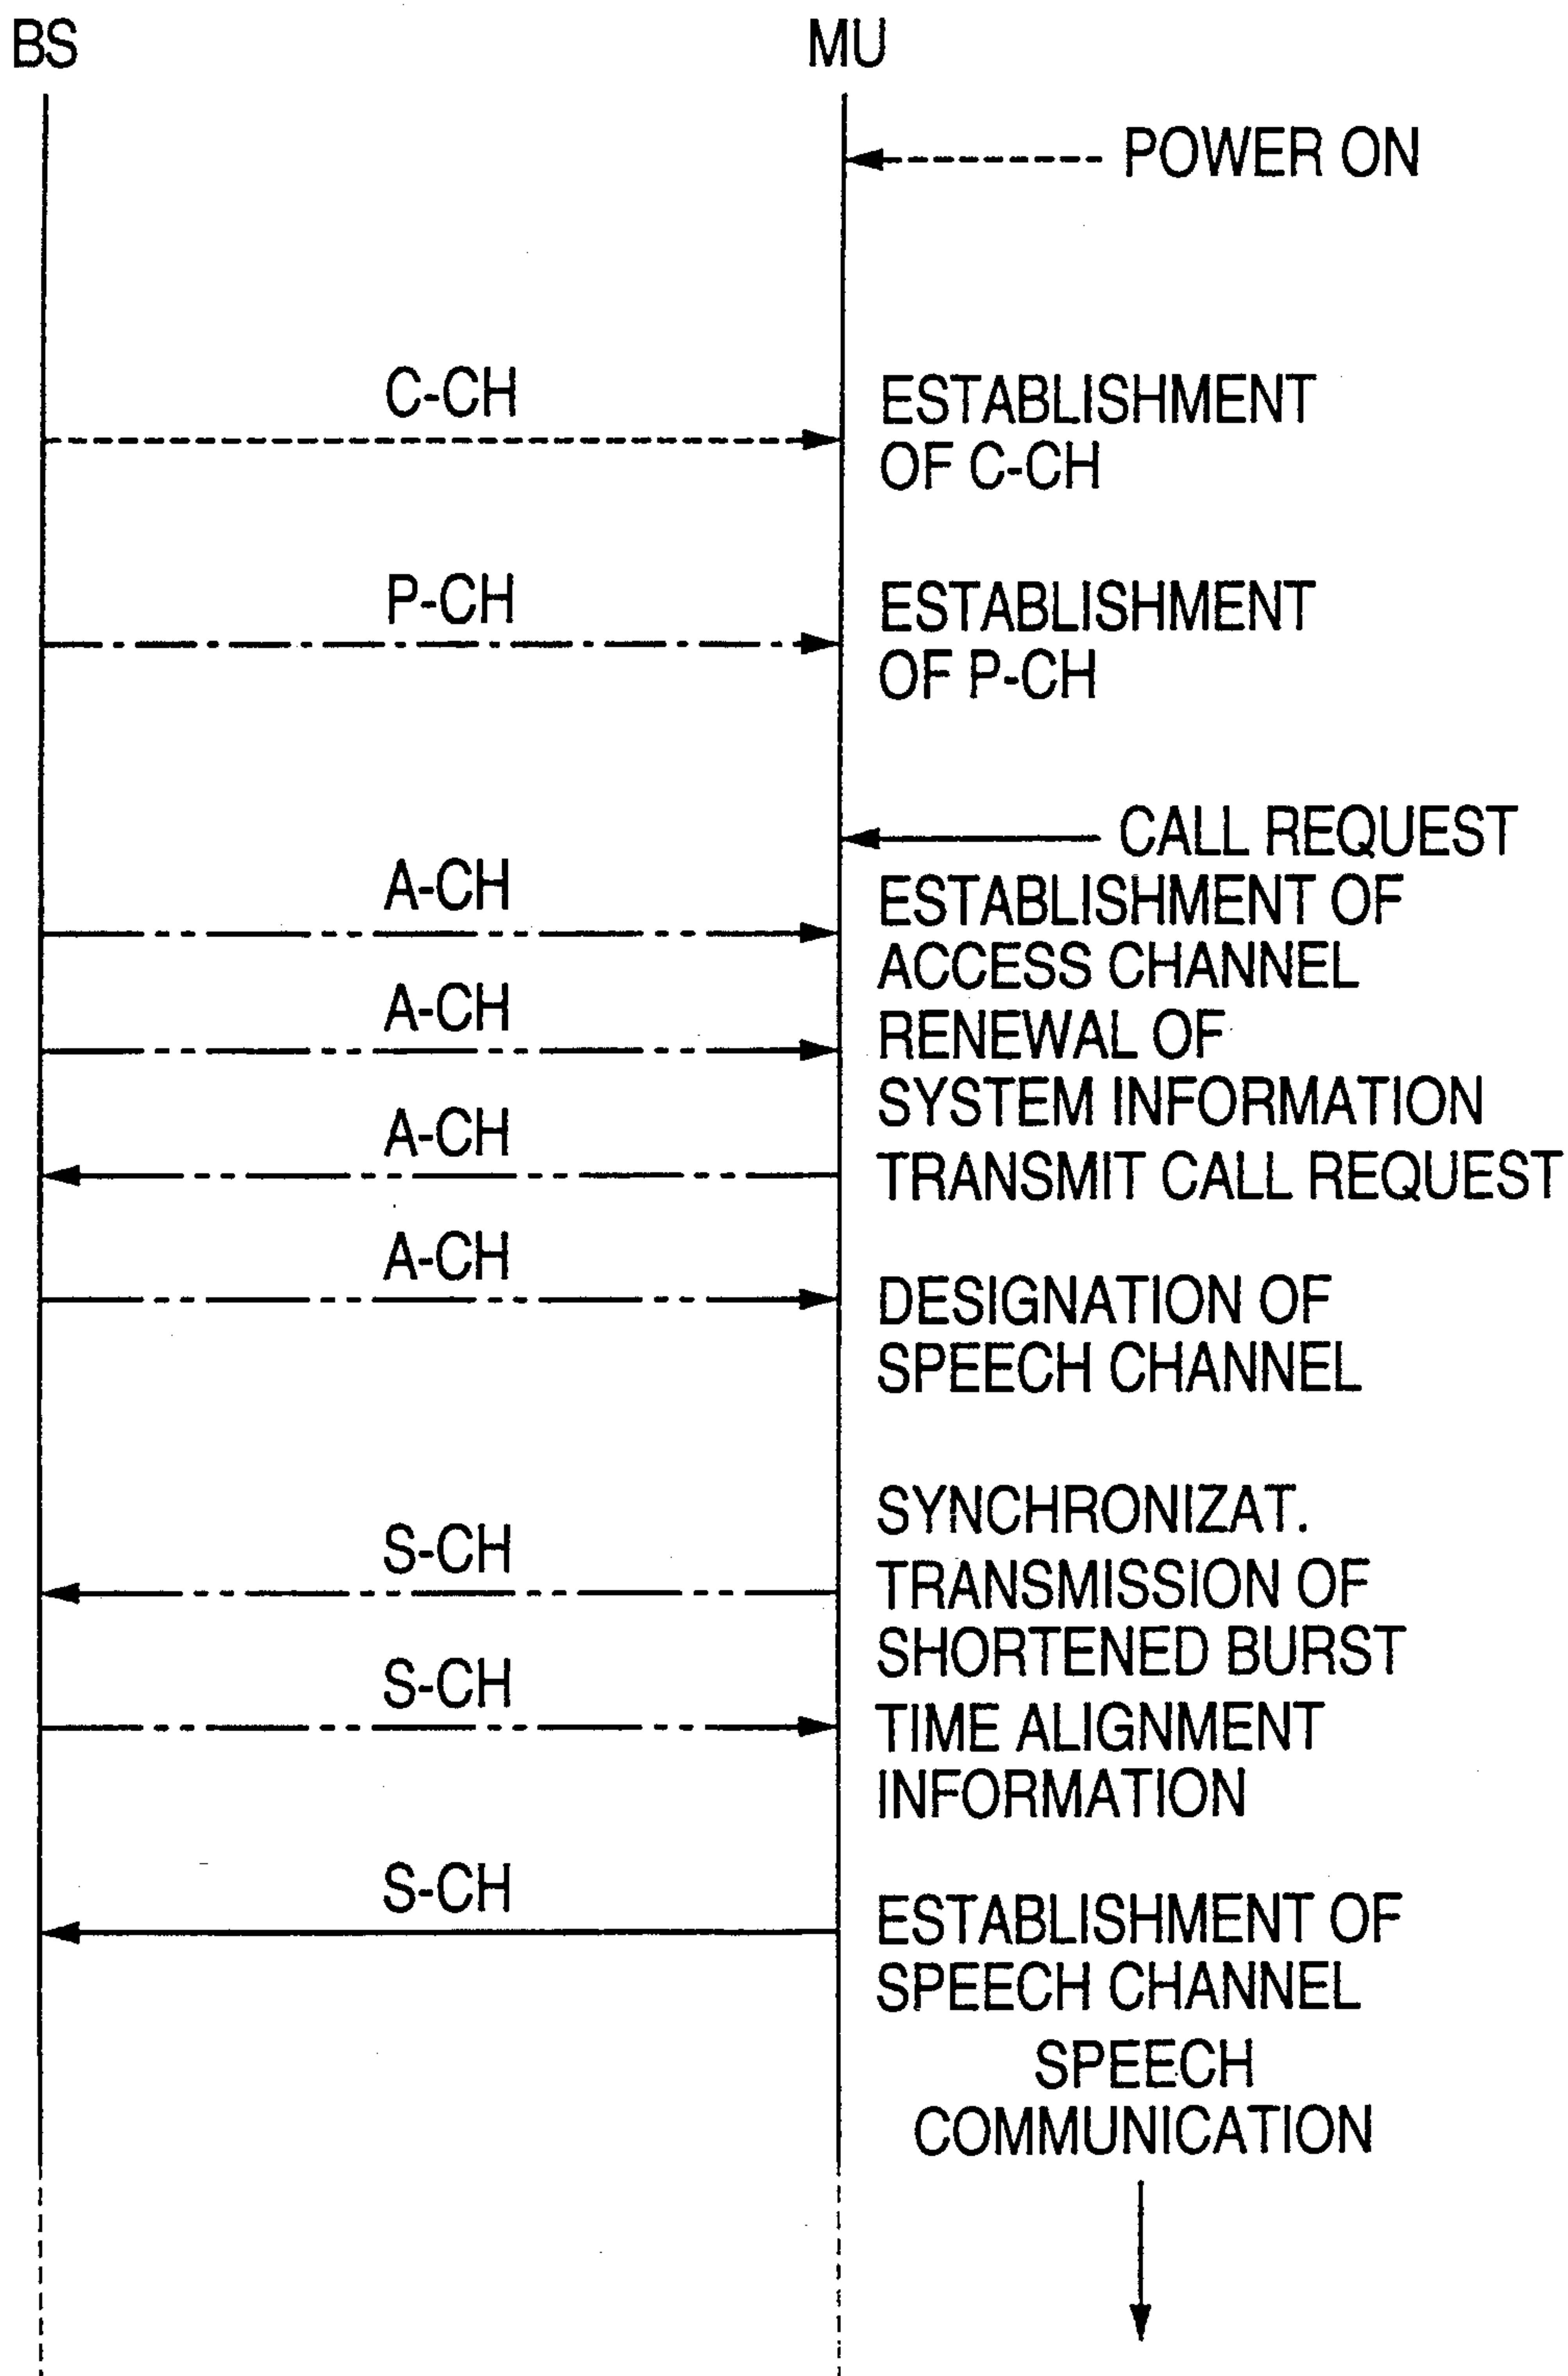 BS
MU
POWER ON
C-CH
ESTABLISHMENT
OF C-CH
P-CH
ESTABLISHMENT
OF P-CH
CALL REQUEST
A-CH
ESTABLISHMENT OF
ACCESS CHANNEL
A-CH
RENEWAL OF
SYSTEM INFORMATION
A-CH
TRANSMIT CALL REQUEST
A-CH
DESIGNATION OF
SPEECH CHANNEL
SYNCHRONIZAT.
S-CH
TRANSMISSION OF
SHORTENED BURST
S-CH
TIME ALIGNMENT
INFORMATION
S-CH
ESTABLISHMENT OF
SPEECH CHANNEL
SPEECH
COMMUNICATION